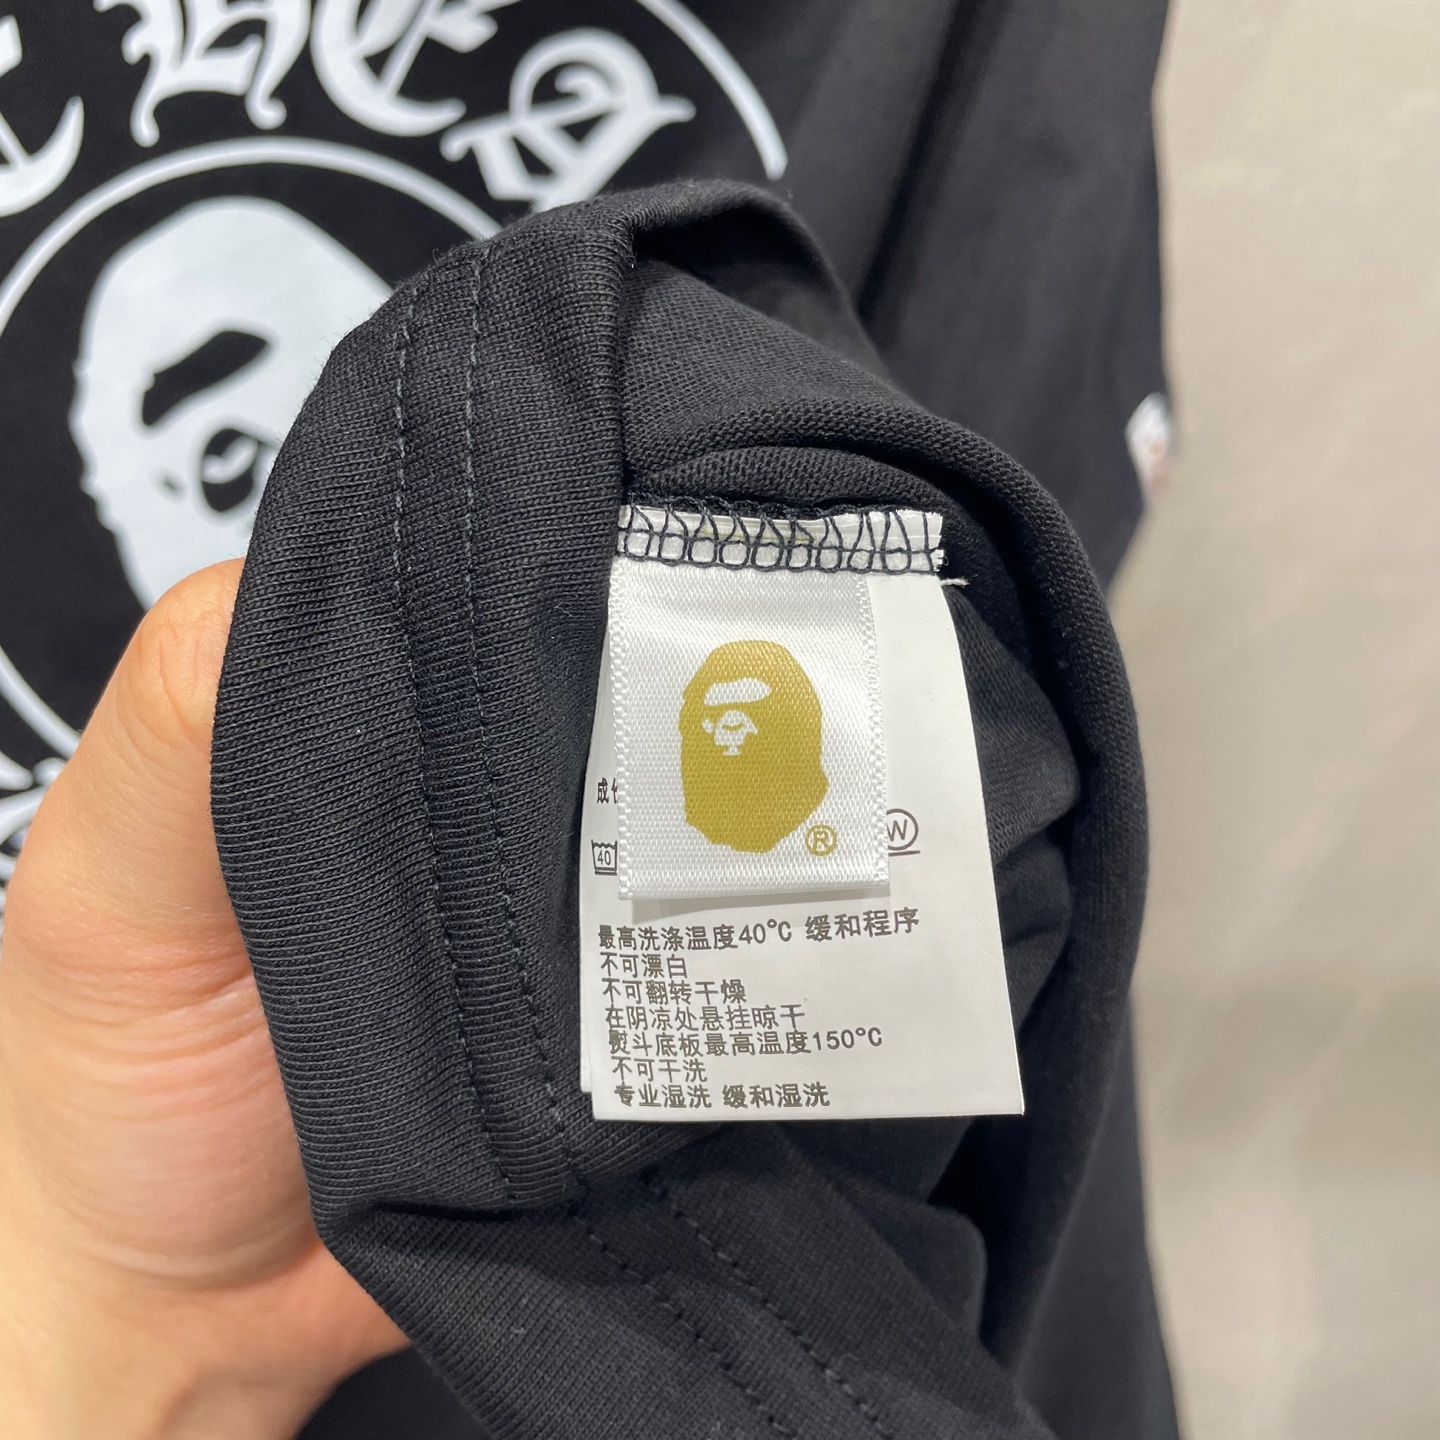 成
40
W
®
最高洗涤温度40℃ 缓和程序
不可漂白
不可翻转干燥
在阴凉处悬挂晾干
熨斗底板最高温度150℃
不可干洗
专业湿洗 缓和湿洗